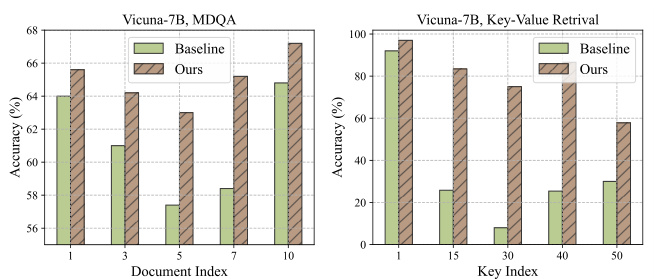 Vicuna-7B, MDQA
Accuracy (%)
68
66
64
62
60
58
56
Baseline
Ours
1 3 5 7 10
Document Index
Vicuna-7B, Key-Value Retrival
Accuracy (%)
100
80
60
40
20
0
Baseline
Ours
1 15 30 40 50
Key Index